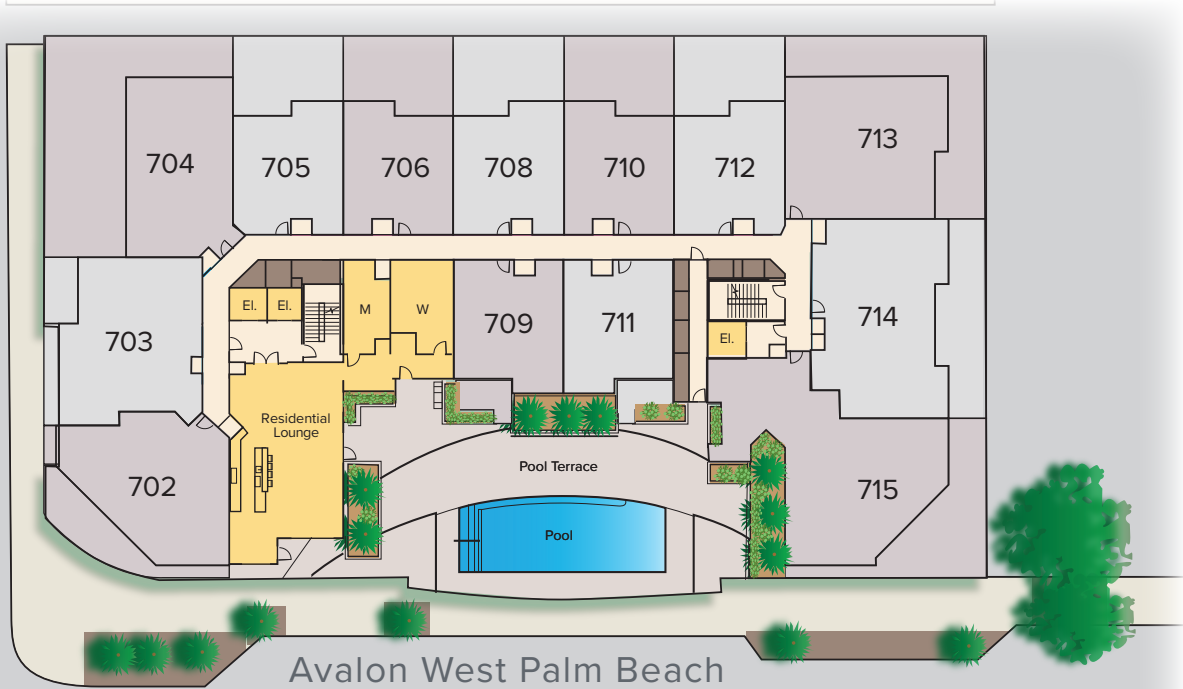 713
704
705
706
708
710
712
El.
El.
M
W
709
711
714
703
El.
Residential
Lounge
Pool Terrace
702
715
Pool
Avalon West Palm Beach